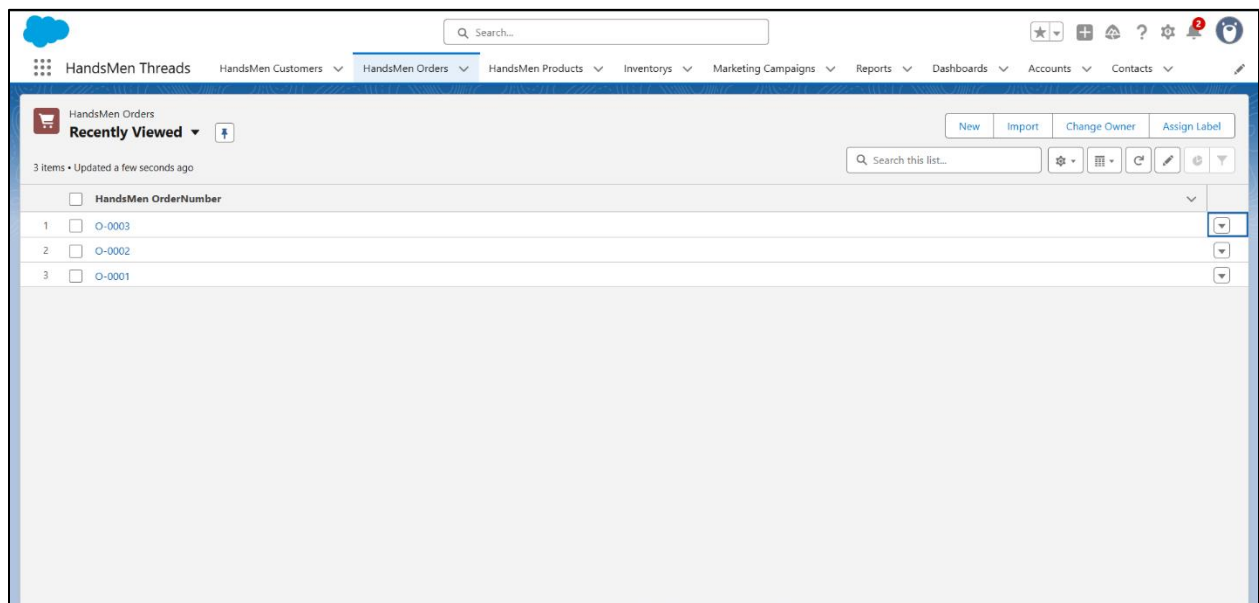 Search...
2
HandsMen Threads HandsMen Customers HandsMen Orders HandsMen Products Inventorys Marketing Campaigns Reports Dashboards Accounts Contacts
HandsMen Orders
Recently Viewed
New Import Change Owner Assign Label
3 items • Updated a few seconds ago
Search this list...
HandsMen OrderNumber
1 O-0003
2 O-0002
3 O-0001